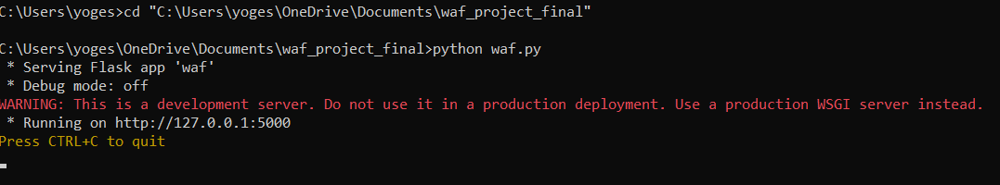 C:\Users\yoges>cd "C:\Users\yoges\OneDrive\Documents\waf_project_final"
C:\Users\yoges\OneDrive\Documents\waf_project_final>python waf.py
 * Serving Flask app 'waf'
 * Debug mode: off
WARNING: This is a development server. Do not use it in a production deployment. Use a production WSGI server instead.
 * Running on http://127.0.0.1:5000
Press CTRL+C to quit